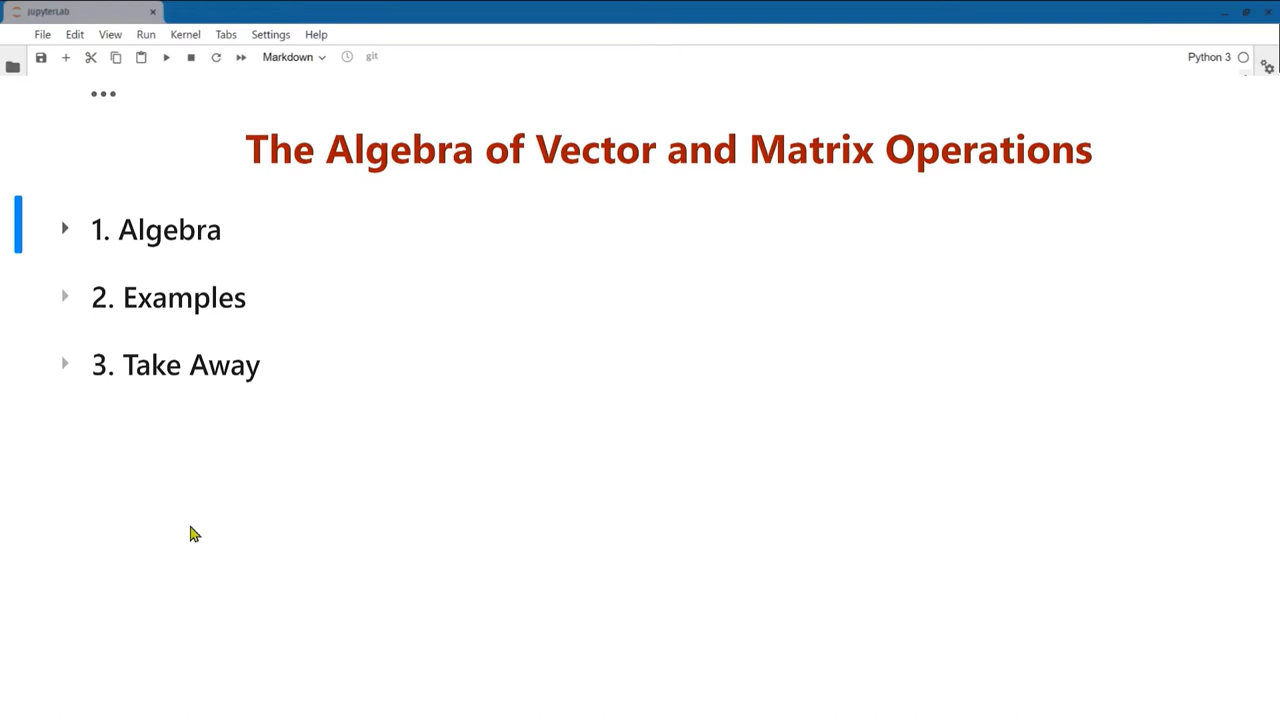 JupyterLab
File Edit View Run Kernel Tabs Settings Help
Markdown git Python 3
The Algebra of Vector and Matrix Operations
1. Algebra
2. Examples
3. Take Away